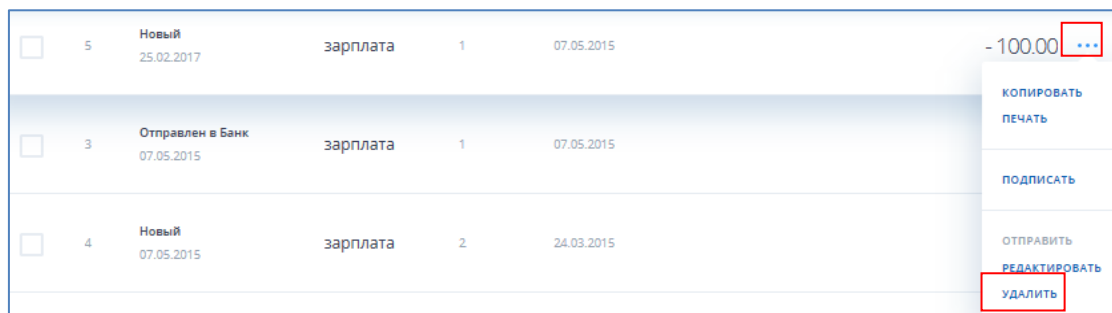 5 Новый зарплата 1 07.05.2015 - 100.00 ...
25.02.2017
КОПИРОВАТЬ
ПЕЧАТЬ
Отправлен в Банк
3 зарплата 1 07.05.2015
07.05.2015
ПОДПИСАТЬ
Новый
4 зарплата 2 24.03.2015
07.05.2015
ОТПРАВИТЬ
РЕДАКТИРОВАТЬ
УДАЛИТЬ